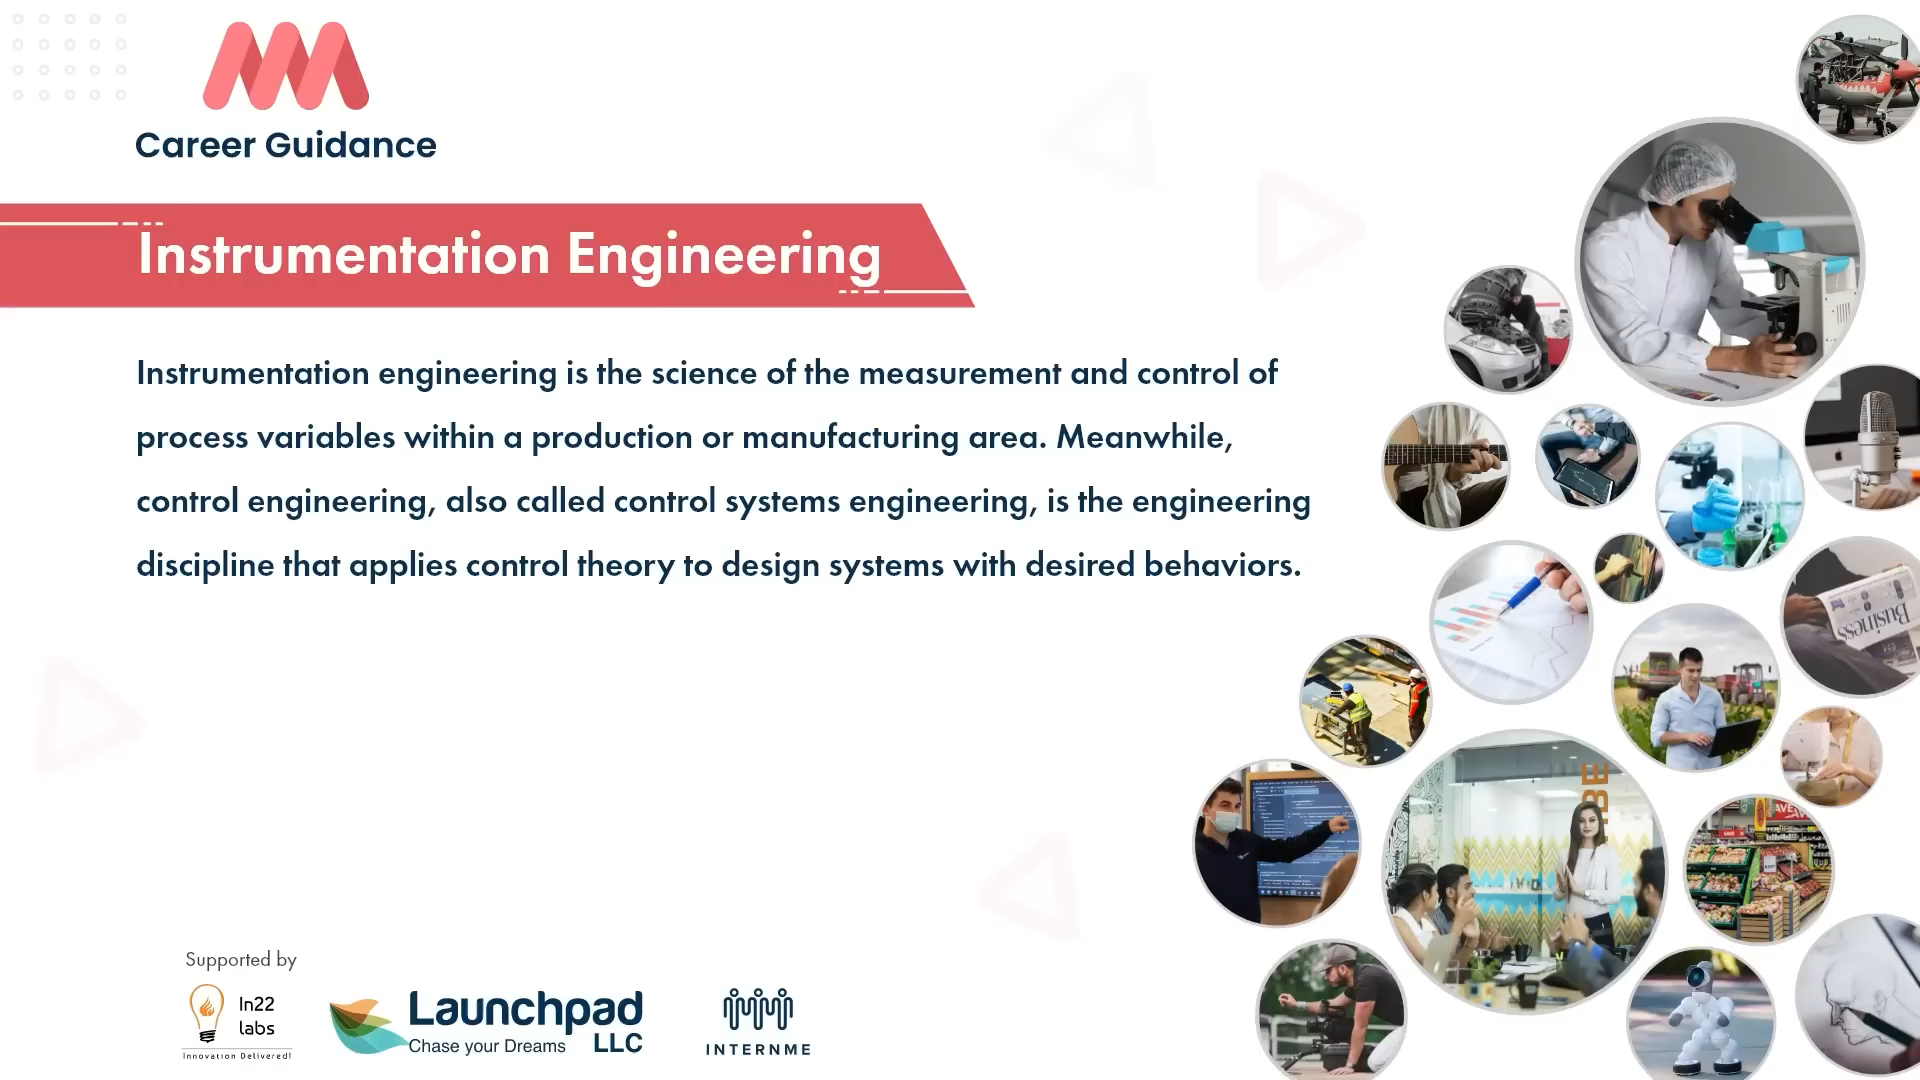 Career Guidance
Instrumentation Engineering
Instrumentation engineering is the science of the measurement and control of
process variables within a production or manufacturing area. Meanwhile,
control engineering, also called control systems engineering, is the engineering
discipline that applies control theory to design systems with desired behaviors.
Business
Supported by
In22
labs
Innovation Delivered!
Launchpad
Chase your Dreams LLC
INTERNME